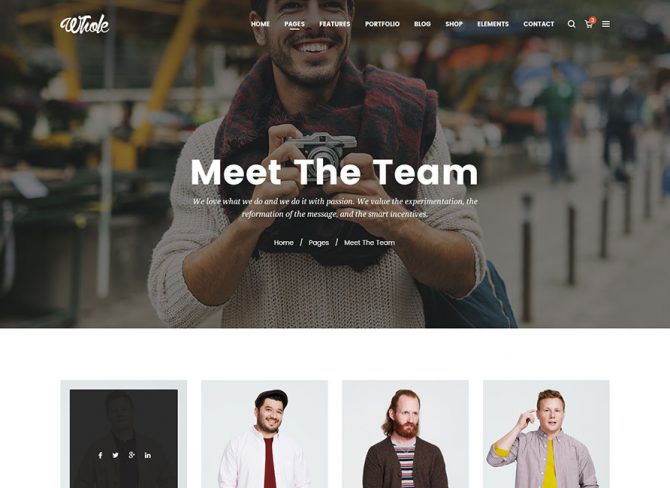 Whole
HOME PAGES FEATURES PORTFOLIO BLOG SHOP ELEMENTS CONTACT 3
Meet The Team
We love what we do and we do it with passion. We value the experimentation, the
reformation of the message, and the smart incentives.
Home / Pages / Meet The Team
f g+ in